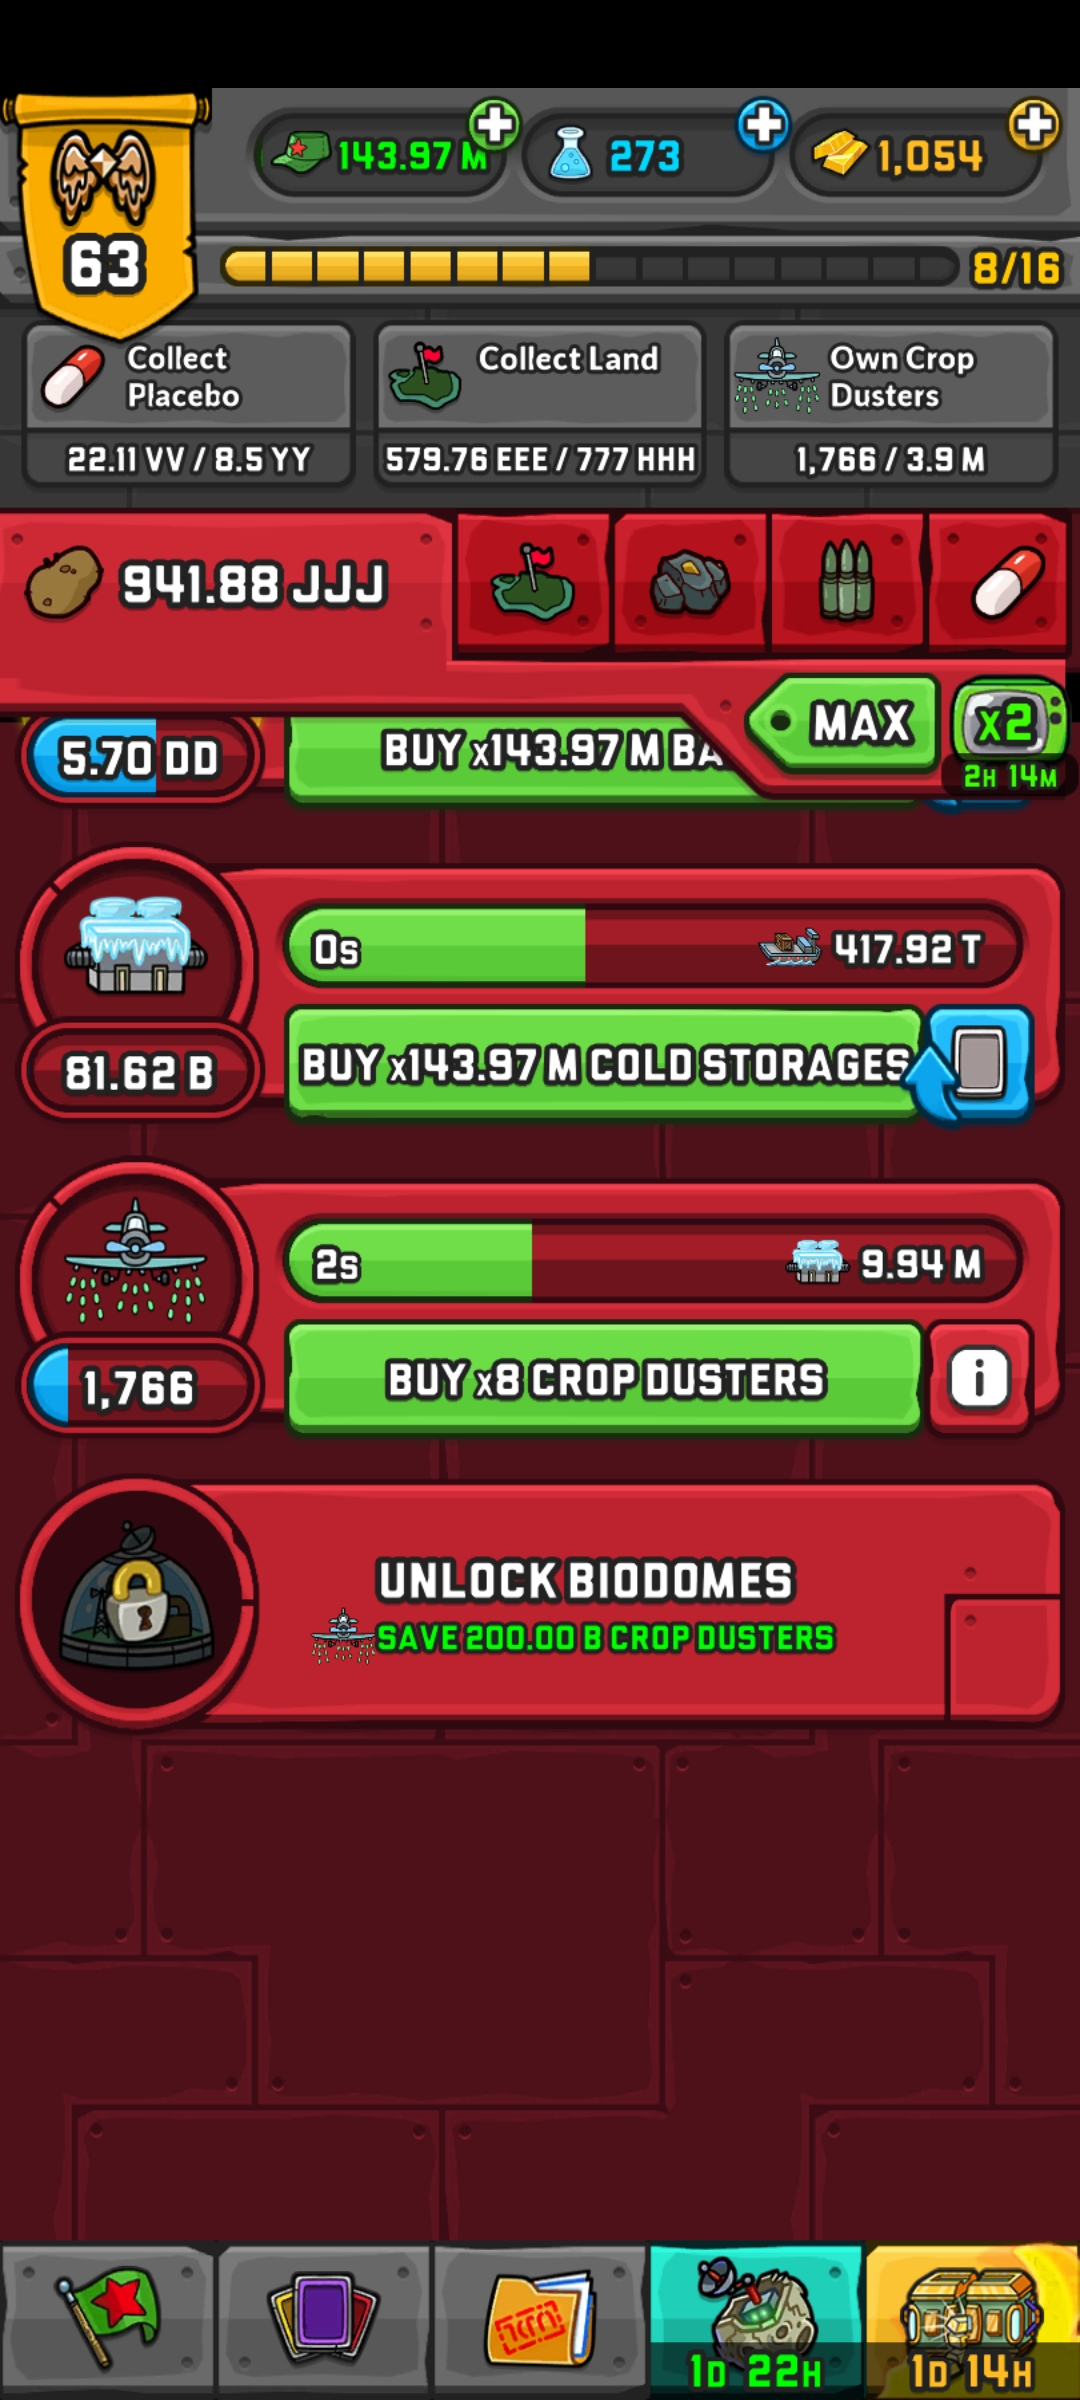 143.97 M
273
1,054
63
8/16
Collect
Placebo
22.11 VV / 8.5 YY
Collect Land
579.76 EEE / 777 HHH
Own Crop
Dusters
1,766 / 3.9 M
941.88 JJJ
MAX
x2
2H 14M
5.70 DD
BUY x143.97 M BA
0s
417.92 T
81.62 B
BUY x143.97 M COLD STORAGES
2s
9.94 M
1,766
BUY x8 CROP DUSTERS
i
UNLOCK BIODOMES
SAVE 200.00 B CROP DUSTERS
1D 22H
1D 14H